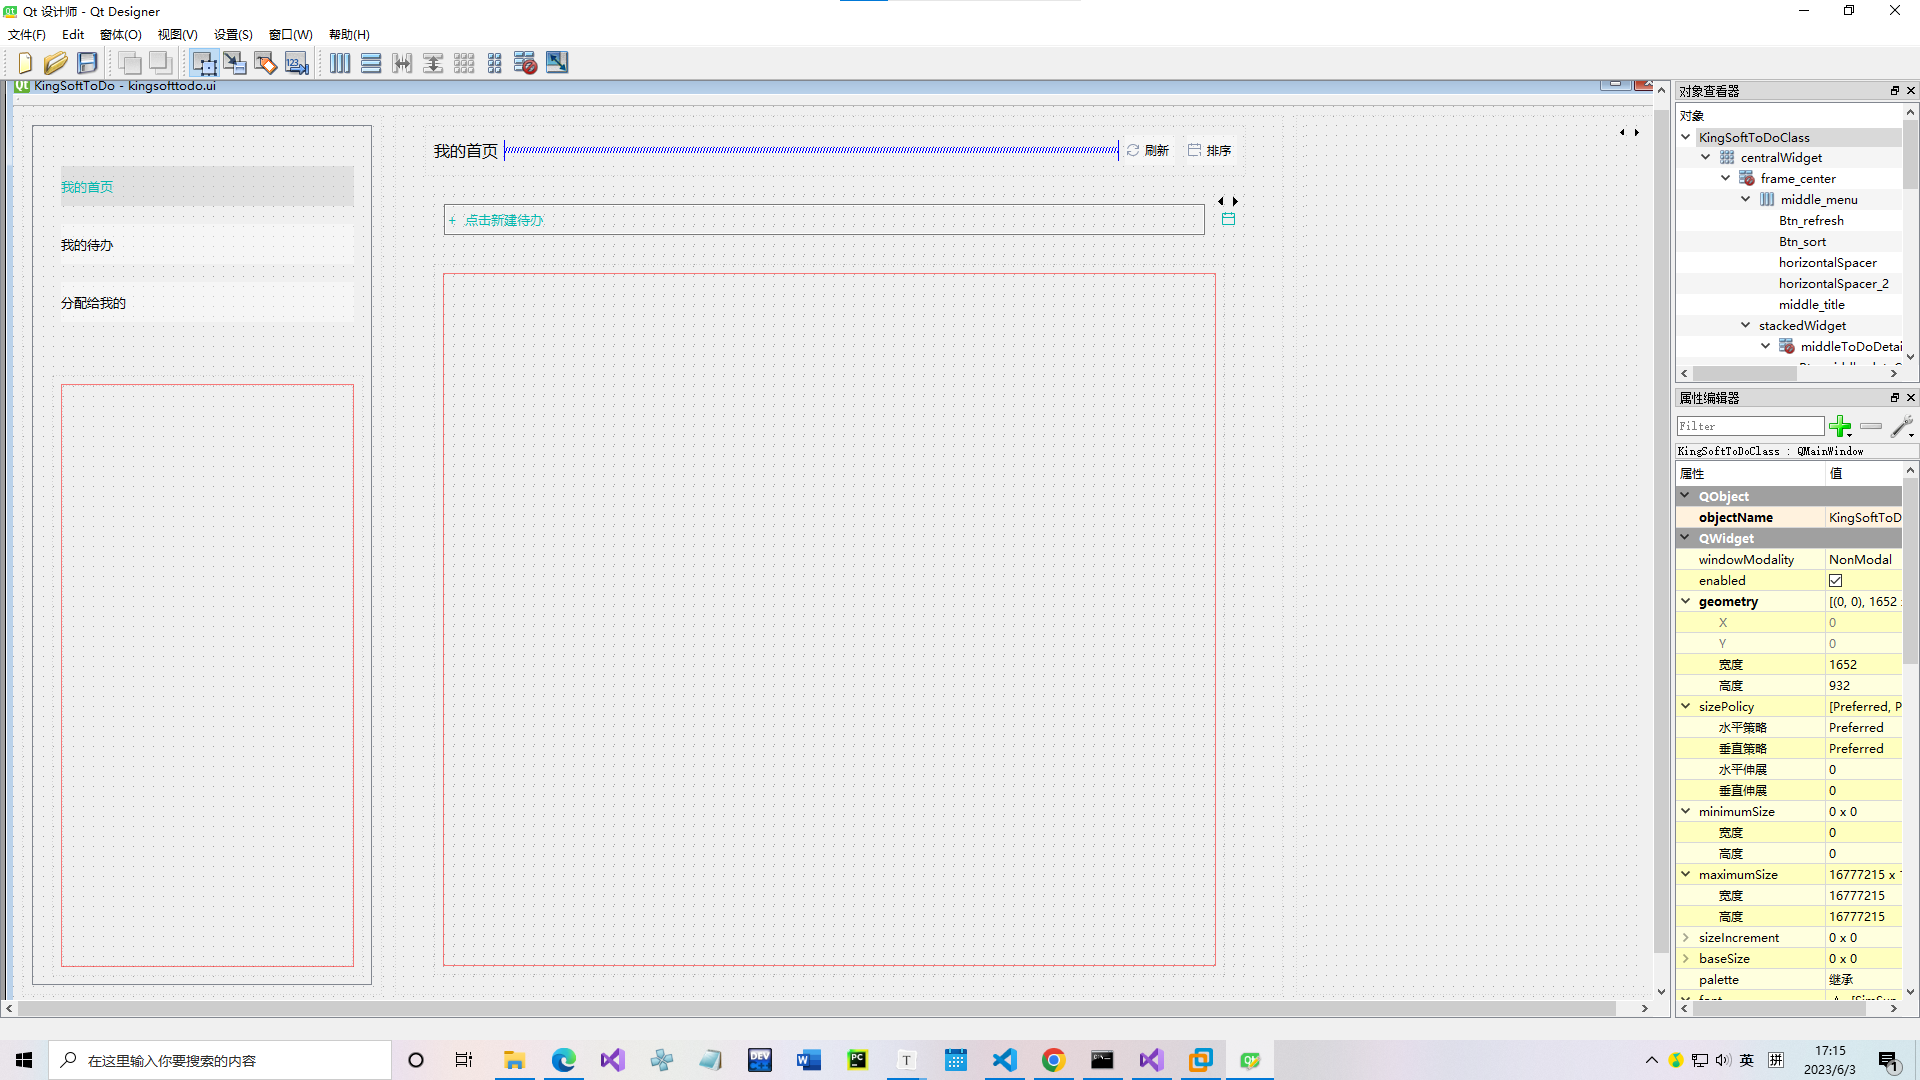 Qt 设计师 - Qt Designer
文件(F) Edit 窗体(O) 视图(V) 设置(S) 窗口(W) 帮助(H)
KingSoftToDo - kingsofttodo.ui
我的首页
我的待办
分配给我的
我的首页 刷新 排序
+ 点击新建待办
对象查看器
对象
KingSoftToDoClass
centralWidget
frame_center
middle_menu
Btn_refresh
Btn_sort
horizontalSpacer
horizontalSpacer_2
middle_title
stackedWidget
middleToDoDetai
属性编辑器
Filter
KingSoftToDoClass : QMainWindow
属性 值
QObject
objectName KingSoftToD
QWidget
windowModality NonModal
enabled
geometry [(0, 0), 1652
X 0
Y 0
宽度 1652
高度 932
sizePolicy [Preferred, P
水平策略 Preferred
垂直策略 Preferred
水平伸展 0
垂直伸展 0
minimumSize 0 x 0
宽度 0
高度 0
maximumSize 16777215 x
宽度 16777215
高度 16777215
sizeIncrement 0 x 0
baseSize 0 x 0
palette 继承
在这里输入你要搜索的内容
英 拼
17:15
2023/6/3
1